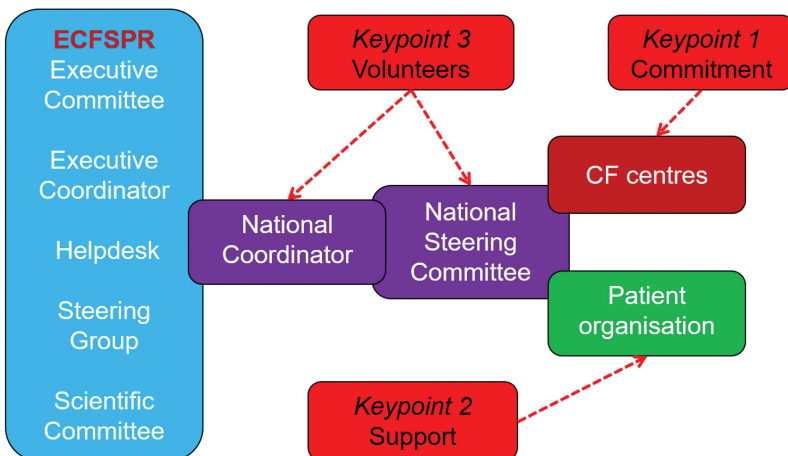 ECFSPR
Executive
Committee
Executive
Coordinator
Helpdesk
Steering
Group
Scientific
Committee
Keypoint 3
Volunteers
Keypoint 1
Commitment
National
Coordinator
National
Steering
Committee
CF centres
Patient
organisation
Keypoint 2
Support